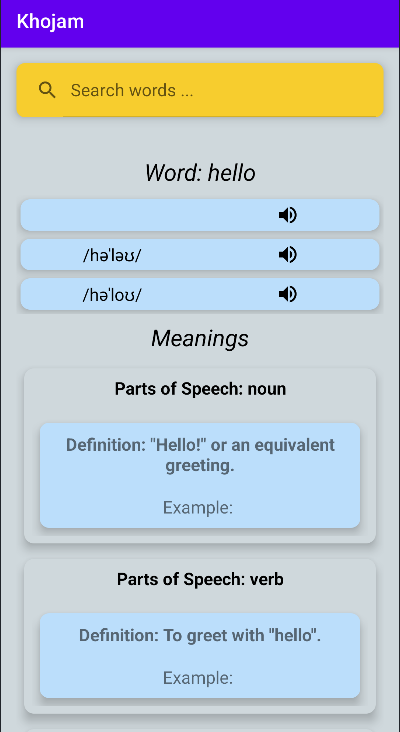 Khojam
Search words ...
Word: hello
/həˈləʊ/
/həˈloʊ/
Meanings
Parts of Speech: noun
Definition: "Hello!" or an equivalent
greeting.
Example:
Parts of Speech: verb
Definition: To greet with "hello".
Example: